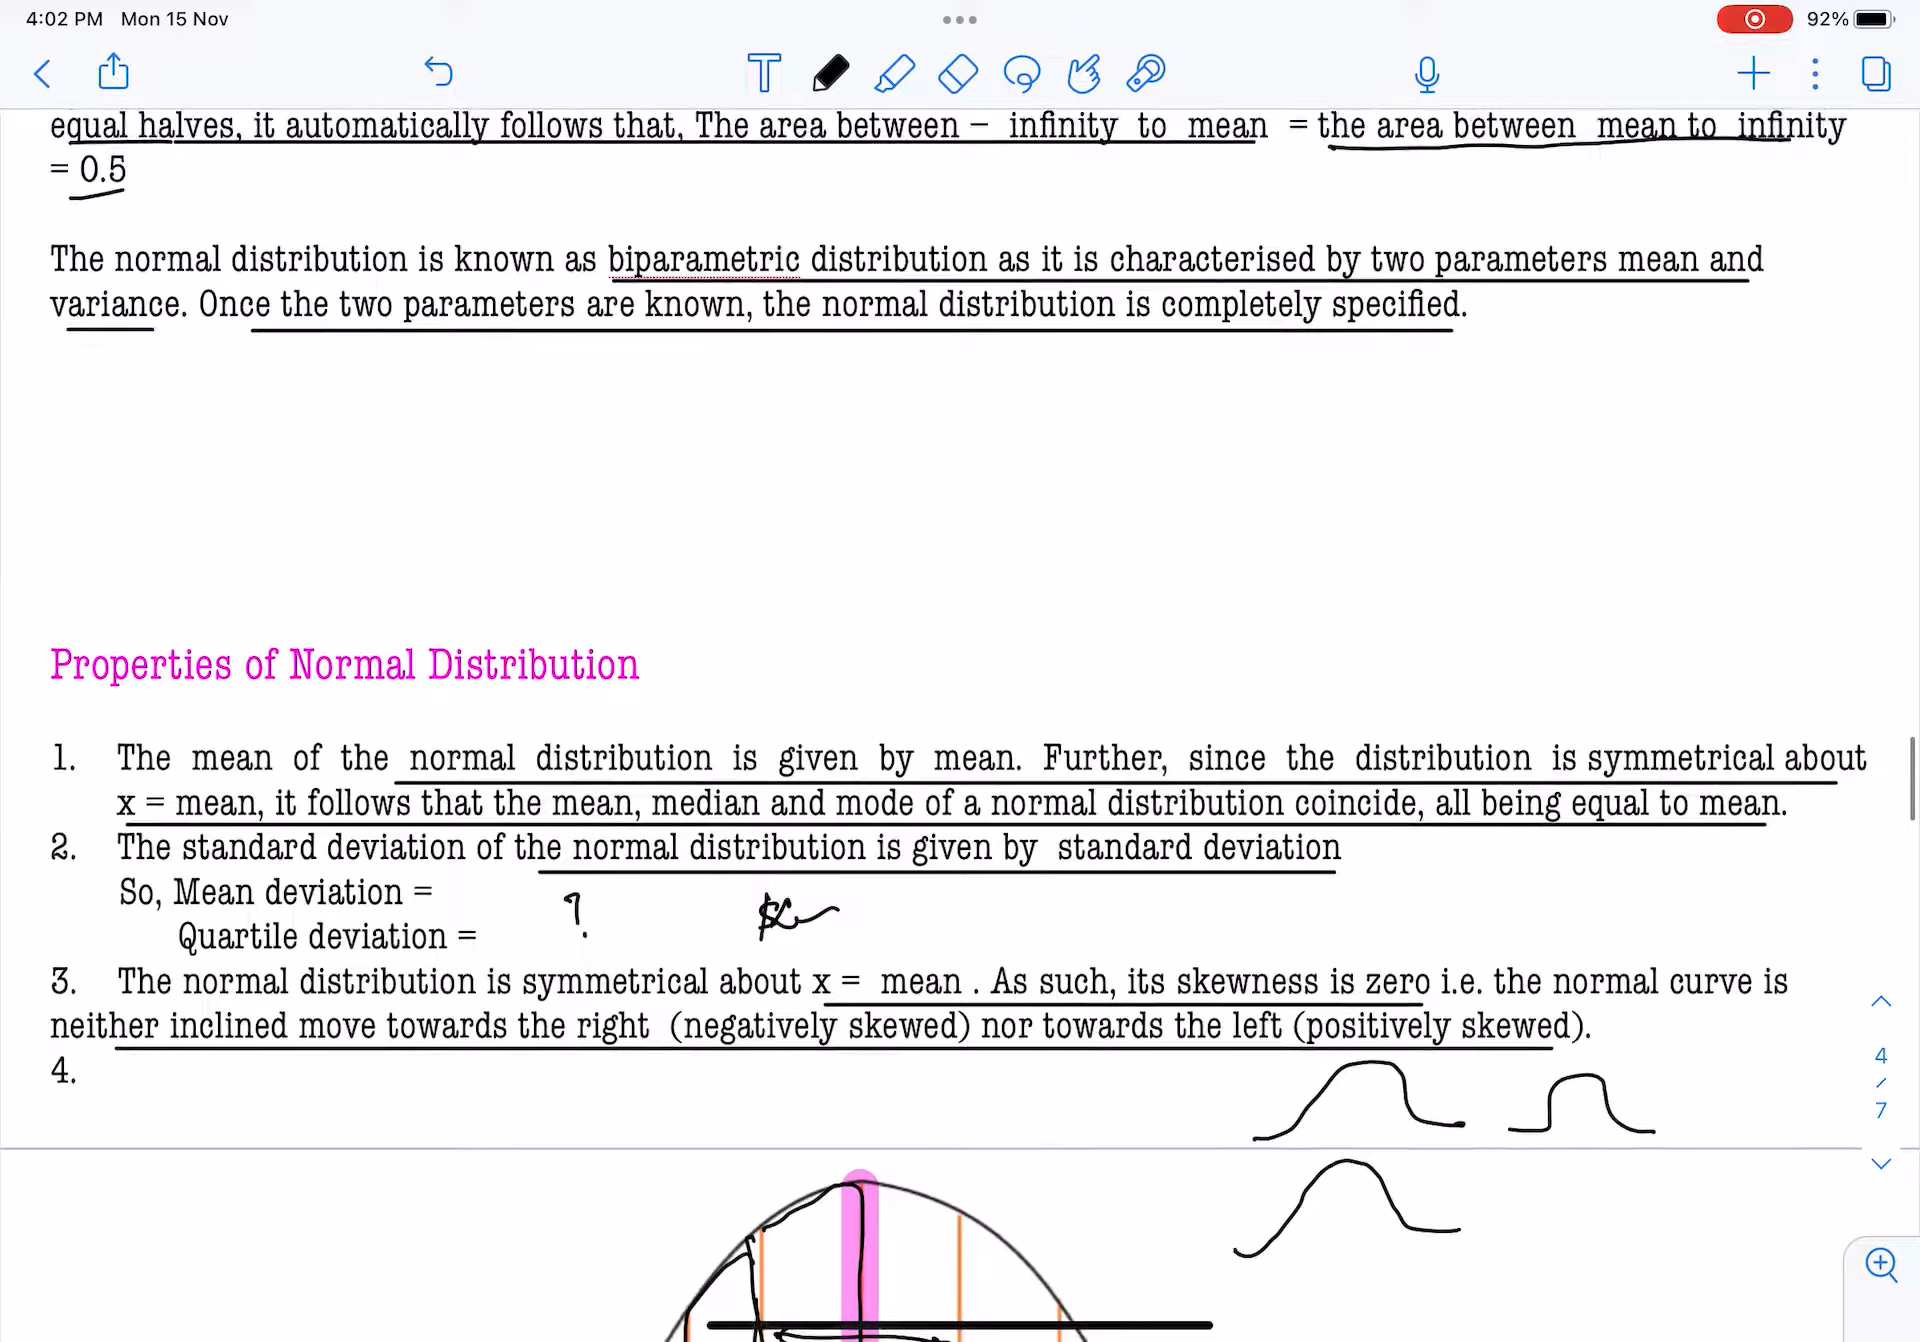 4:02 PM Mon 15 Nov
92%
equal halves, it automatically follows that, The area between – infinity to mean = the area between mean to infinity
= 0.5
The normal distribution is known as biparametric distribution as it is characterised by two parameters mean and
variance. Once the two parameters are known, the normal distribution is completely specified.
Properties of Normal Distribution
1. The mean of the normal distribution is given by mean. Further, since the distribution is symmetrical about
x = mean, it follows that the mean, median and mode of a normal distribution coincide, all being equal to mean.
2. The standard deviation of the normal distribution is given by standard deviation
So, Mean deviation =
?
Quartile deviation =
3. The normal distribution is symmetrical about x = mean . As such, its skewness is zero i.e. the normal curve is
neither inclined move towards the right (negatively skewed) nor towards the left (positively skewed).
4.
4
/
7